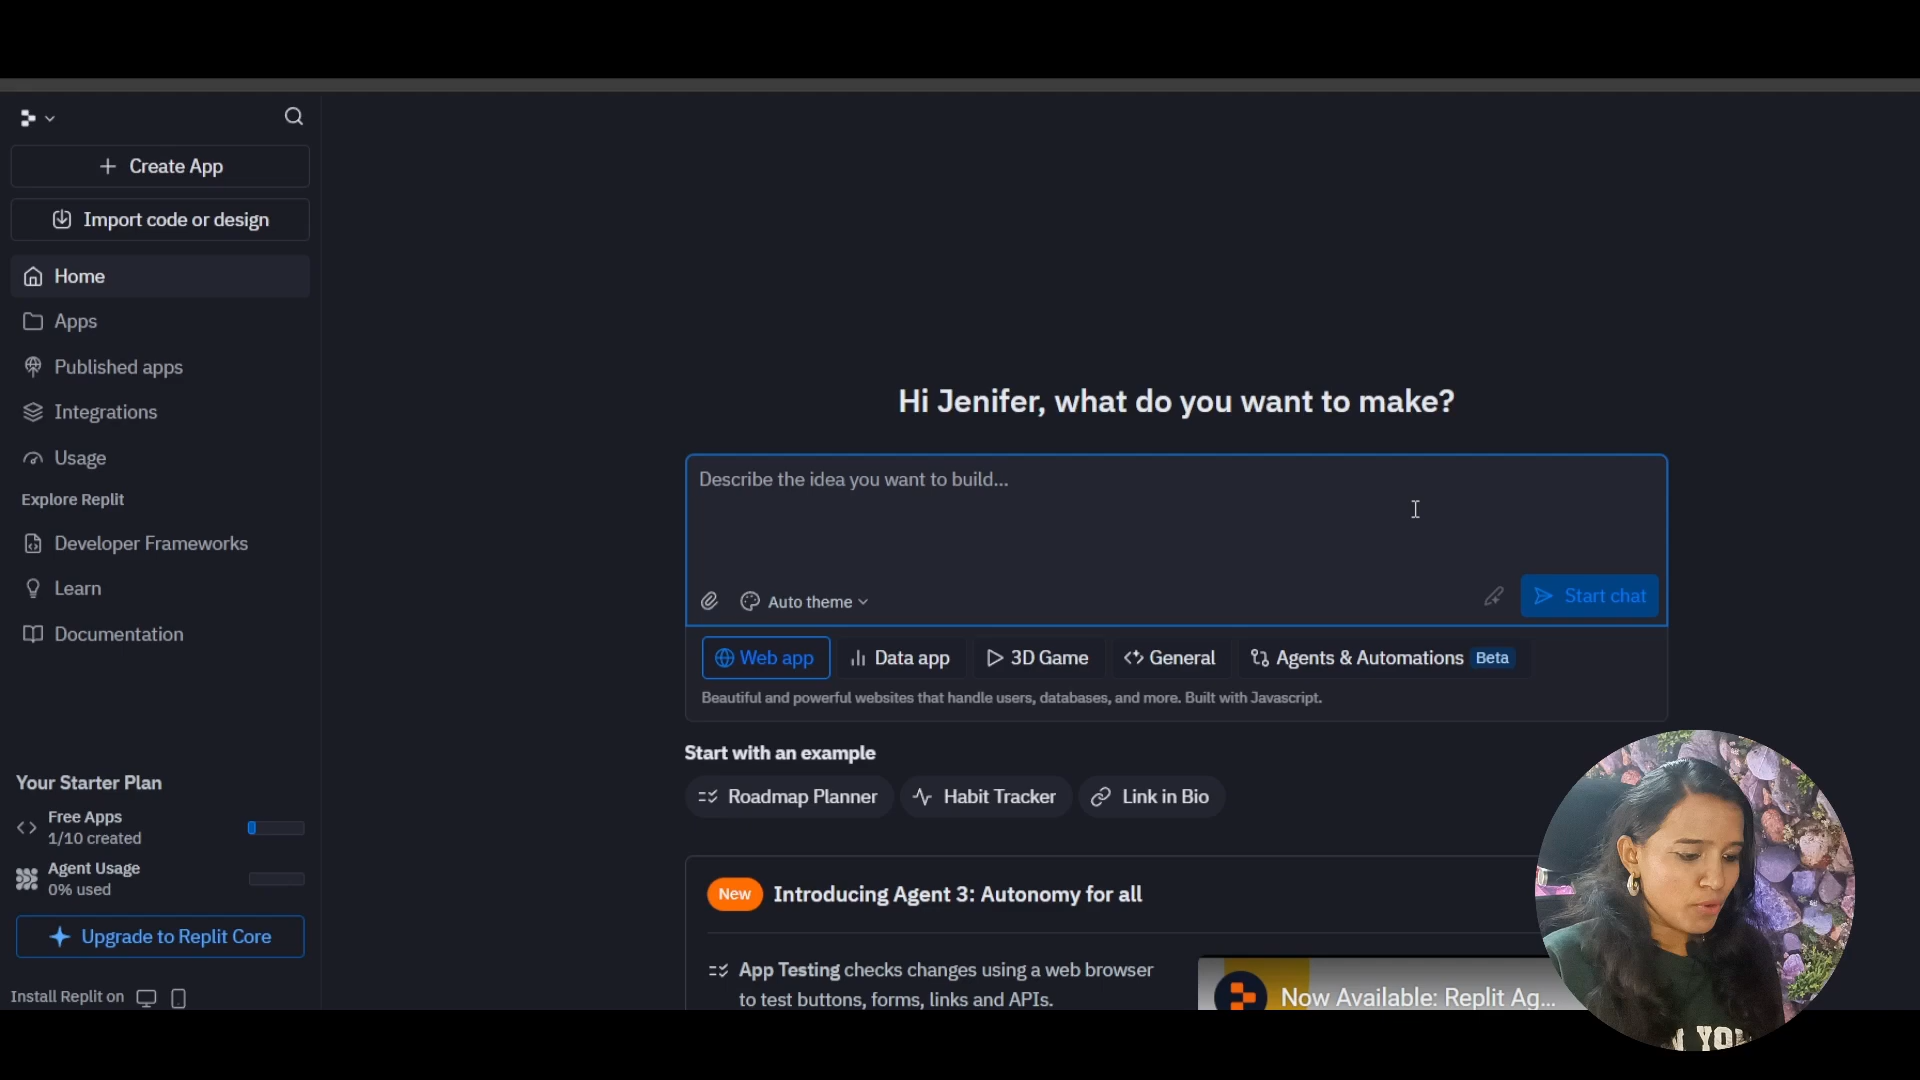 Create App
Import code or design
Home
Apps
Published apps
Integrations
Usage
Explore Replit
Developer Frameworks
Learn
Documentation
Your Starter Plan
Free Apps
1/10 created
Agent Usage
0% used
Upgrade to Replit Core
Install Replit on
Hi Jenifer, what do you want to make?
Describe the idea you want to build...
Auto theme
Start chat
Web app
Data app
3D Game
General
Agents & Automations Beta
Beautiful and powerful websites that handle users, databases, and more. Built with Javascript.
Start with an example
Roadmap Planner
Habit Tracker
Link in Bio
New Introducing Agent 3: Autonomy for all
App Testing checks changes using a web browser
to test buttons, forms, links and APIs.
Now Available: Replit Ag...